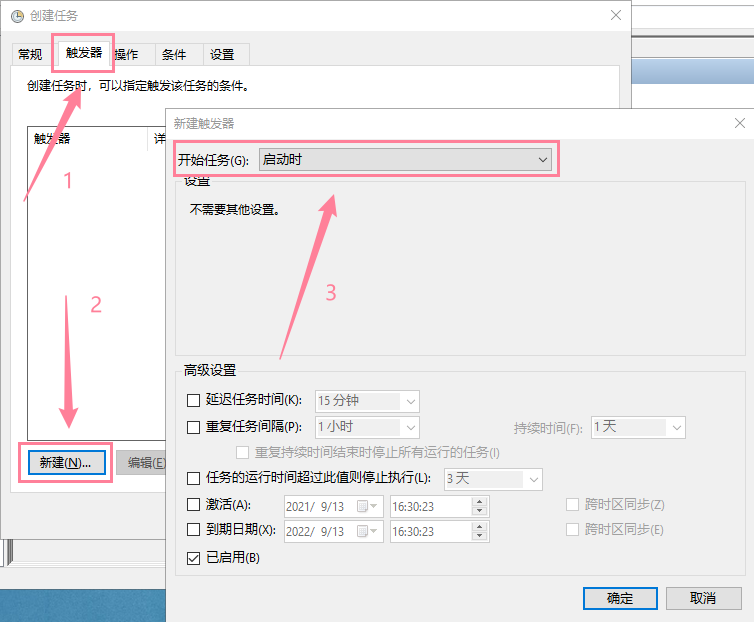 创建任务
常规 触发器 操作 条件 设置
创建任务时，可以指定触发该任务的条件。
触发器 详
1
2
新建(N)... 编辑(E)
新建触发器
开始任务(G): 启动时
设置
不需要其他设置。
3
高级设置
延迟任务时间(K): 15 分钟
重复任务间隔(P): 1 小时 持续时间(F): 1 天
重复持续时间结束时停止所有运行的任务(I)
任务的运行时间超过此值则停止执行(L): 3 天
激活(A): 2021/ 9/13 16:30:23 跨时区同步(Z)
到期日期(X): 2022/ 9/13 16:30:23 跨时区同步(E)
已启用(B)
确定 取消